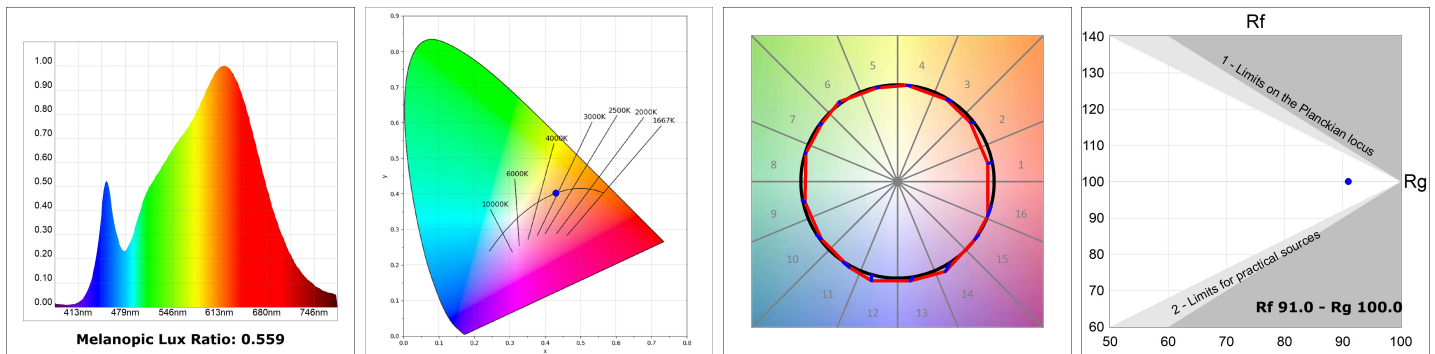 1.00
0.90
0.80
0.70
0.60
0.50
0.40
0.30
0.20
0.10
0.00
413nm 479nm 546nm 613nm 680nm 746nm
Melanopic Lux Ratio: 0.559
0.9
0.8
0.7
0.6
0.5
0.4
0.3
0.2
0.1
0.0
y
0.0 0.1 0.2 0.3 0.4 0.5 0.6 0.7 0.8
x
10000K
6000K
4000K
3000K
2500K
2000K
1667K
1
2
3
4
5
6
7
8
9
10
11
12
13
14
15
16
Rf
140
130
120
110
100
90
80
70
60
50 60 70 80 90 100
Rg
1 - Limits on the Planckian locus
2 - Limits for practical sources
Rf 91.0 - Rg 100.0